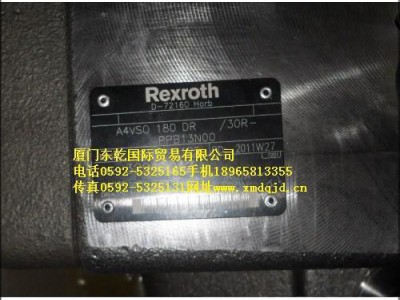 Rexroth
D-72160 Horb
A4VSO 180 DR /30R-
PPB13N00
2011W27
厦门东乾国际贸易有限公司
电话0592-5325165手机18965813355
传真0592-5325131网址www.xmdqjd.cn